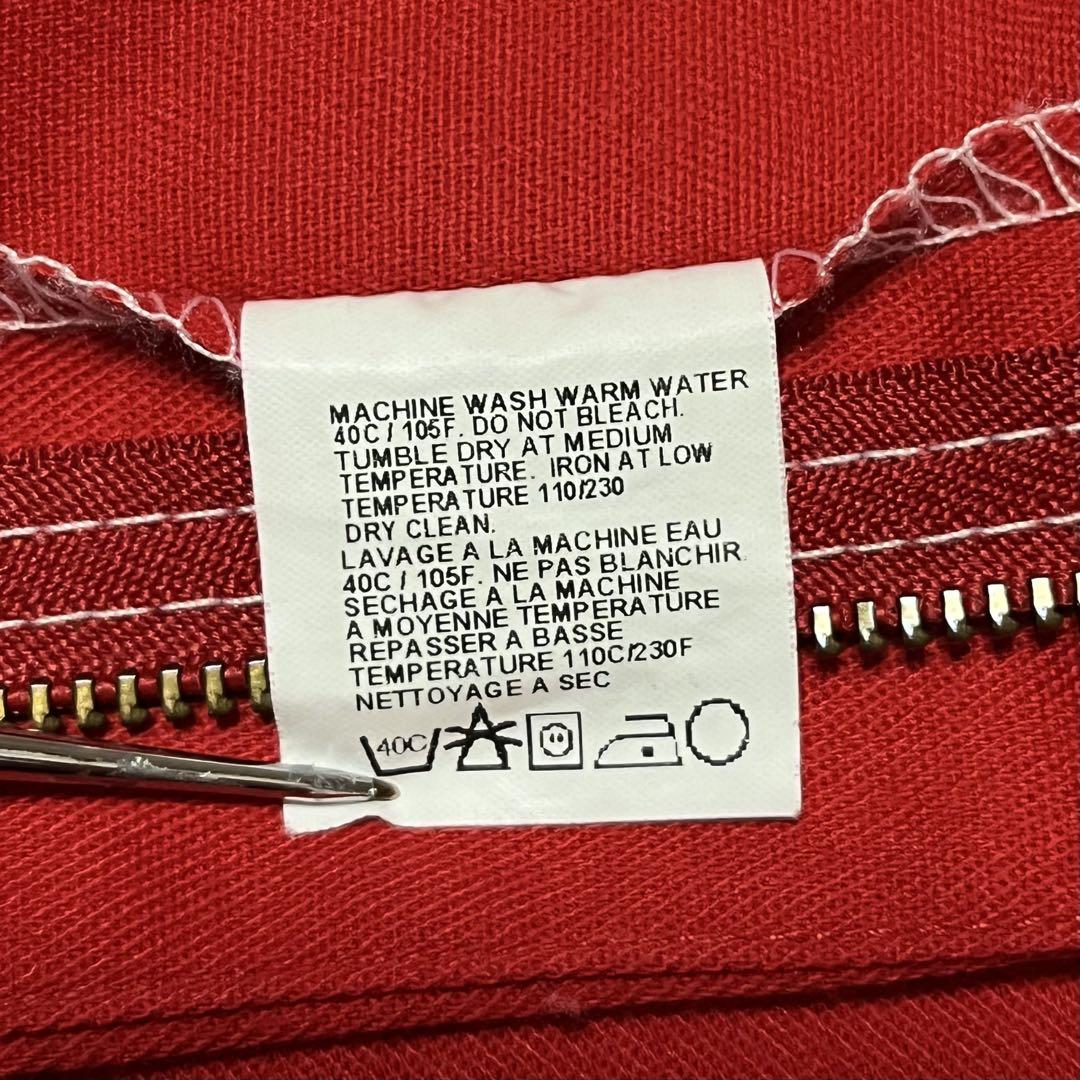 MACHINE WASH WARM WATER
40C / 105F. DO NOT BLEACH.
TUMBLE DRY AT MEDIUM
TEMPERATURE. IRON AT LOW
TEMPERATURE 110/230
DRY CLEAN.
LAVAGE A LA MACHINE EAU
40C / 105F. NE PAS BLANCHIR.
SECHAGE A LA MACHINE
A MOYENNE TEMPERATURE
REPASSER A BASSE
TEMPERATURE 110C/230F
NETTOYAGE A SEC
40C